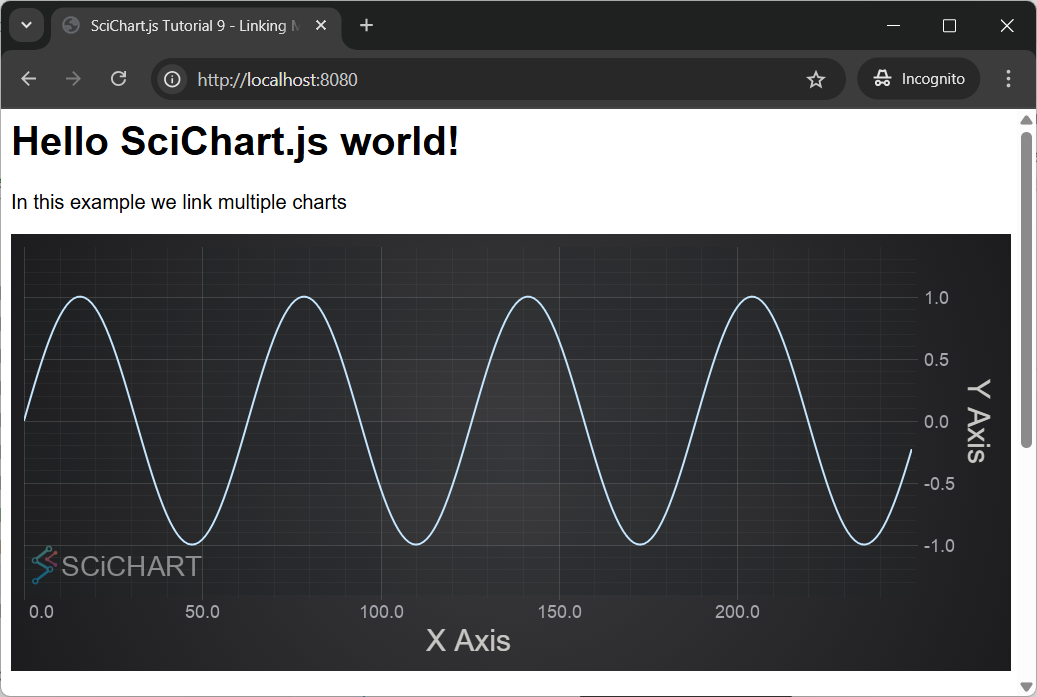 SciChart.js Tutorial 9 - Linking
http://localhost:8080
Incognito
Hello SciChart.js world!
In this example we link multiple charts
1.0
0.5
0.0
-0.5
-1.0
Y Axis
SCiCHART
0.0 50.0 100.0 150.0 200.0
X Axis